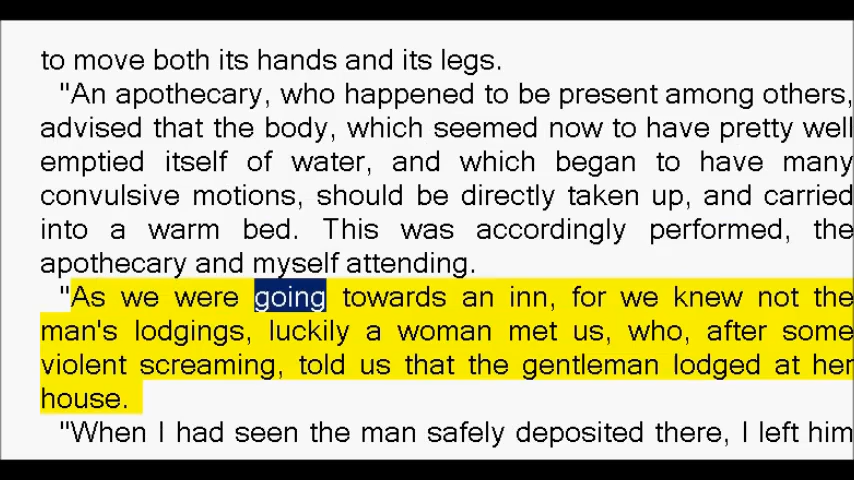 to move both its hands and its legs.
"An apothecary, who happened to be present among others,
advised that the body, which seemed now to have pretty well
emptied itself of water, and which began to have many
convulsive motions, should be directly taken up, and carried
into a warm bed. This was accordingly performed, the
apothecary and myself attending.
"As we were going towards an inn, for we knew not the
man's lodgings, luckily a woman met us, who, after some
violent screaming, told us that the gentleman lodged at her
house.
"When I had seen the man safely deposited there, I left him